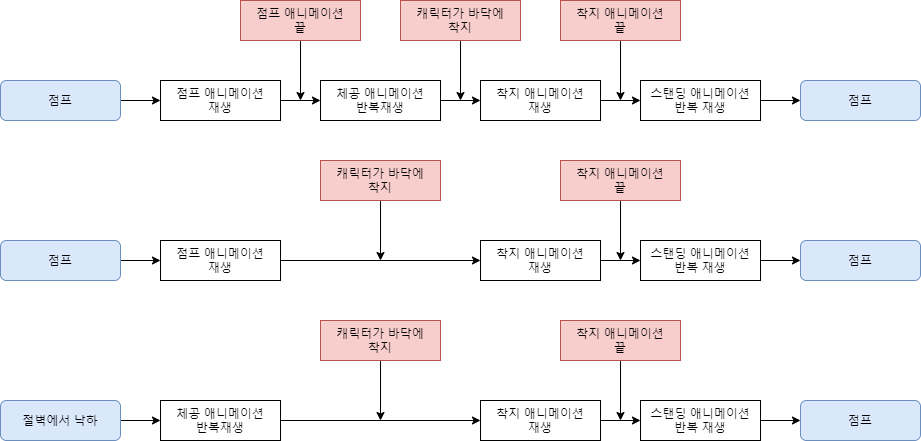 점프 애니메이션
끝
캐릭터가 바닥에
착지
착지 애니메이션
끝
점프
점프 애니메이션
재생
체공 애니메이션
반복재생
착지 애니메이션
재생
스탠딩 애니메이션
반복 재생
점프
캐릭터가 바닥에
착지
착지 애니메이션
끝
점프
점프 애니메이션
재생
착지 애니메이션
재생
스탠딩 애니메이션
반복 재생
점프
캐릭터가 바닥에
착지
착지 애니메이션
끝
절벽에서 낙하
체공 애니메이션
반복재생
착지 애니메이션
재생
스탠딩 애니메이션
반복 재생
점프